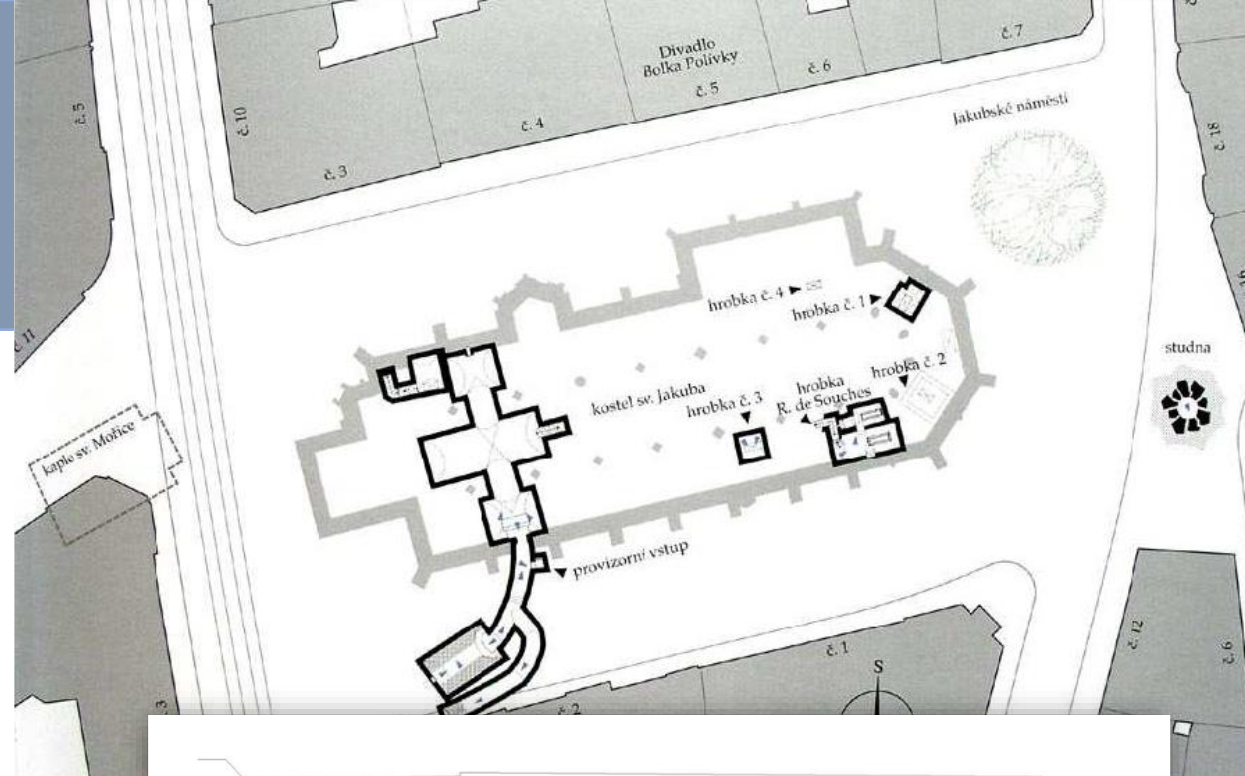 č. 5
č. 10
č. 3
č. 4
Divadlo
Bolka Polívky
č. 5
č. 6
č. 7
Jakubské náměstí
č. 18
č. 11
kaple sv. Mořice
hrobka č. 4
hrobka č. 1
studna
kostel sv. Jakuba
hrobka č. 3
hrobka
R. de Souches
hrobka č. 2
provizorní vstup
č. 1
S
č. 12
č. 6
č. 2